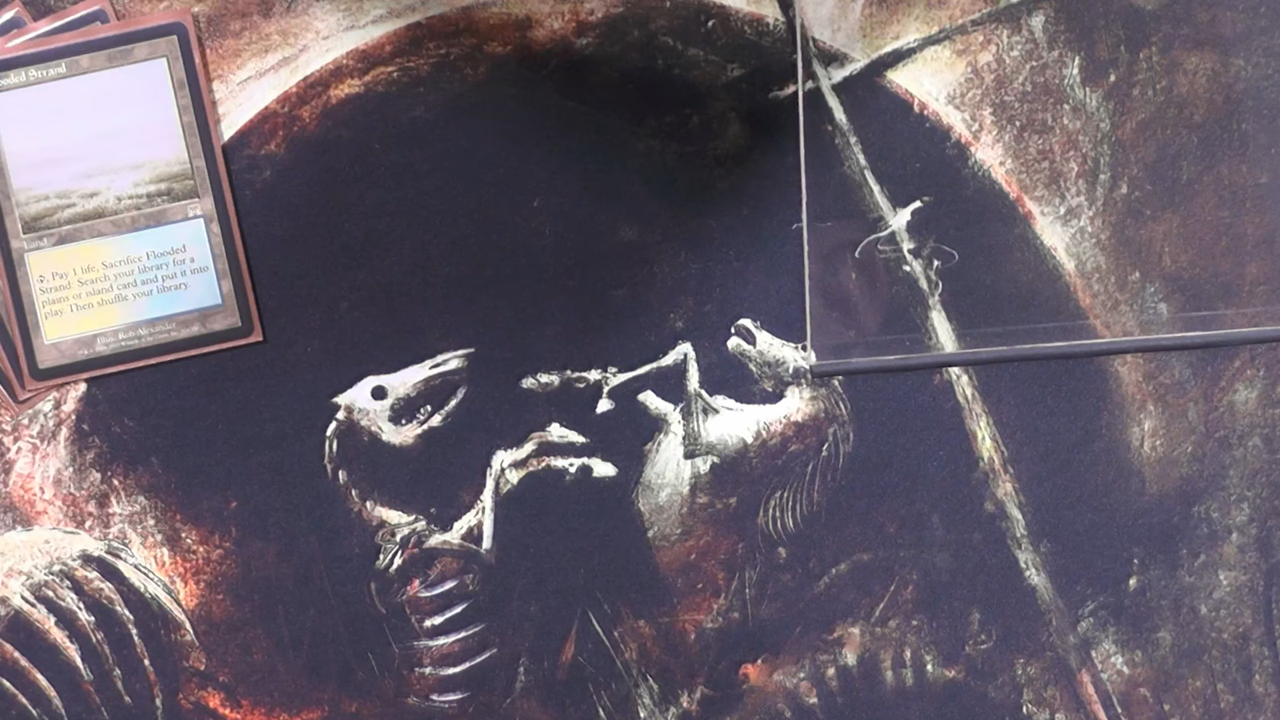 ooded Strand
Land
, Pay 1 life, Sacrifice Flooded
Strand: Search your library for a
plains or island card and put it into
play. Then shuffle your library.
Illus. Rob Alexander